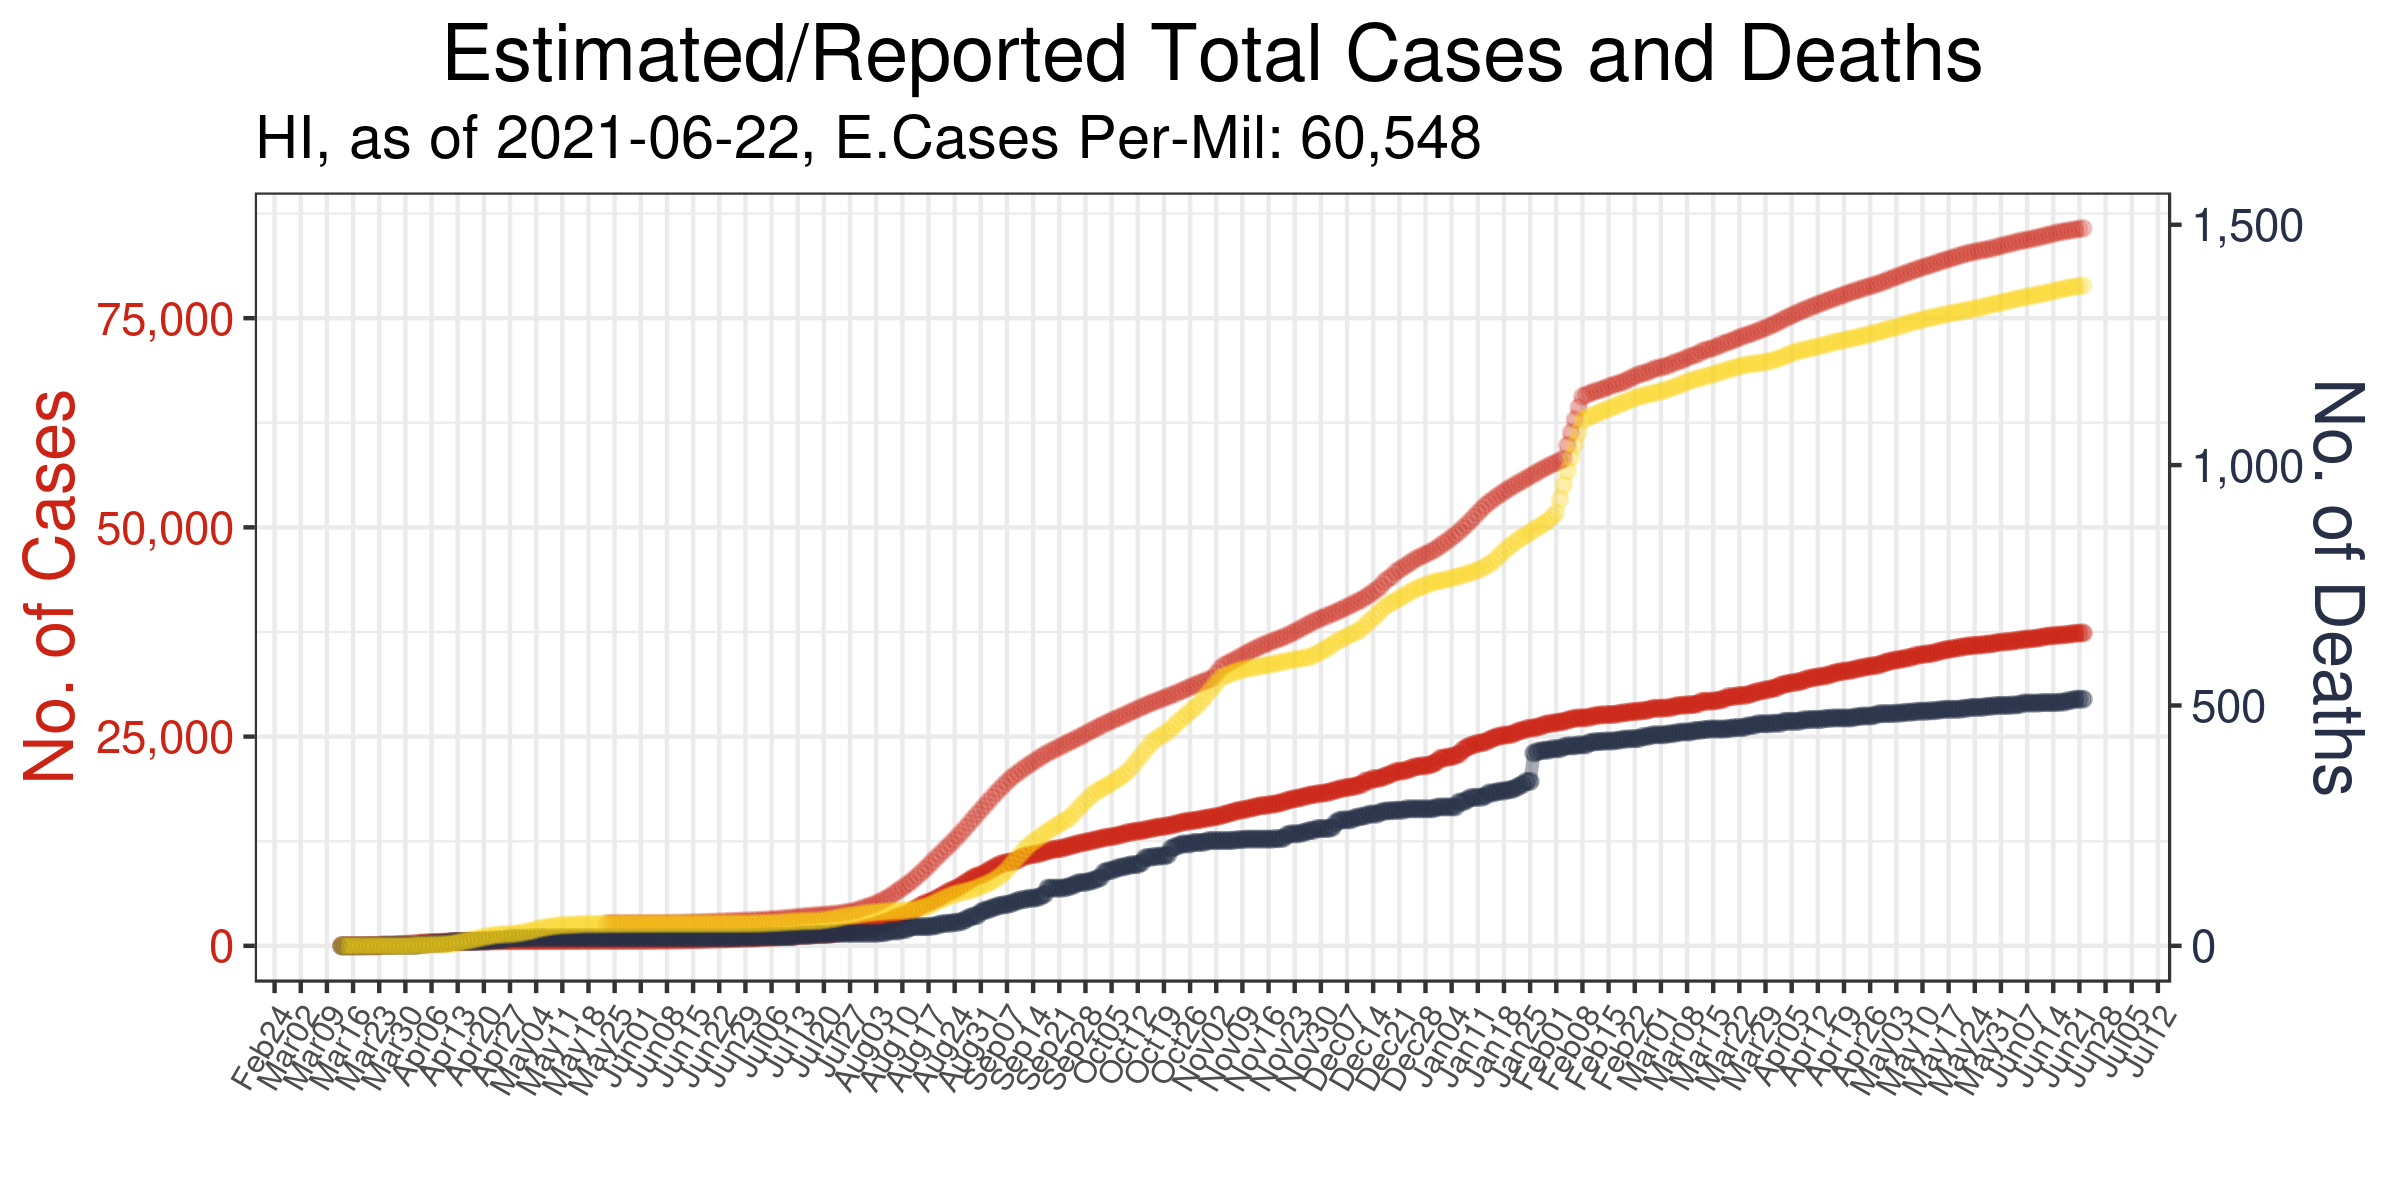 Estimated/Reported Total Cases and Deaths
HI, as of 2021-06-22, E.Cases Per-Mil: 60,548
No. of Cases
75,000
50,000
25,000
0
1,500
1,000
500
0
No. of Deaths
Feb24
Mar02
Mar09
Mar16
Mar23
Mar30
Apr06
Apr13
Apr20
Apr27
May04
May11
May18
May25
Jun01
Jun08
Jun15
Jun22
Jun29
Jul06
Jul13
Jul20
Jul27
Aug03
Aug10
Aug17
Aug24
Aug31
Sep07
Sep14
Sep21
Sep28
Oct05
Oct12
Oct19
Oct26
Nov02
Nov09
Nov16
Nov23
Nov30
Dec07
Dec14
Dec21
Dec28
Jan04
Jan11
Jan18
Jan25
Feb01
Feb08
Feb15
Feb22
Mar01
Mar08
Mar15
Mar22
Mar29
Apr05
Apr12
Apr19
Apr26
May03
May10
May17
May24
May31
Jun07
Jun14
Jun21
Jun28
Jul05
Jul12